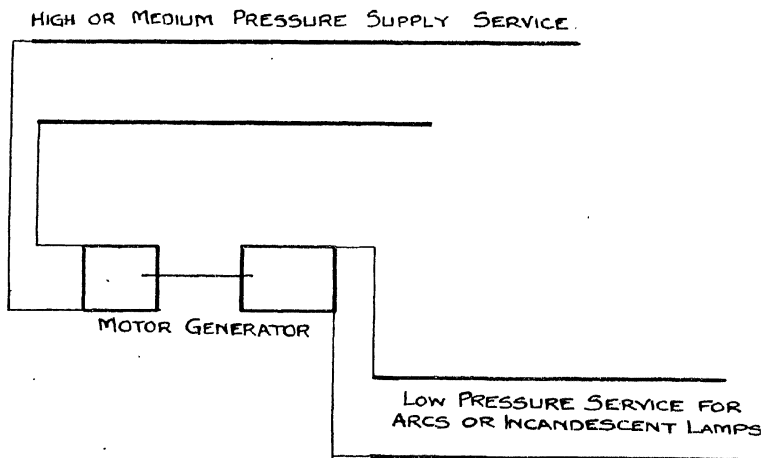 HIGH OR MEDIUM PRESSURE SUPPLY SERVICE.
MOTOR GENERATOR
LOW PRESSURE SERVICE FOR
ARCS OR INCANDESCENT LAMPS